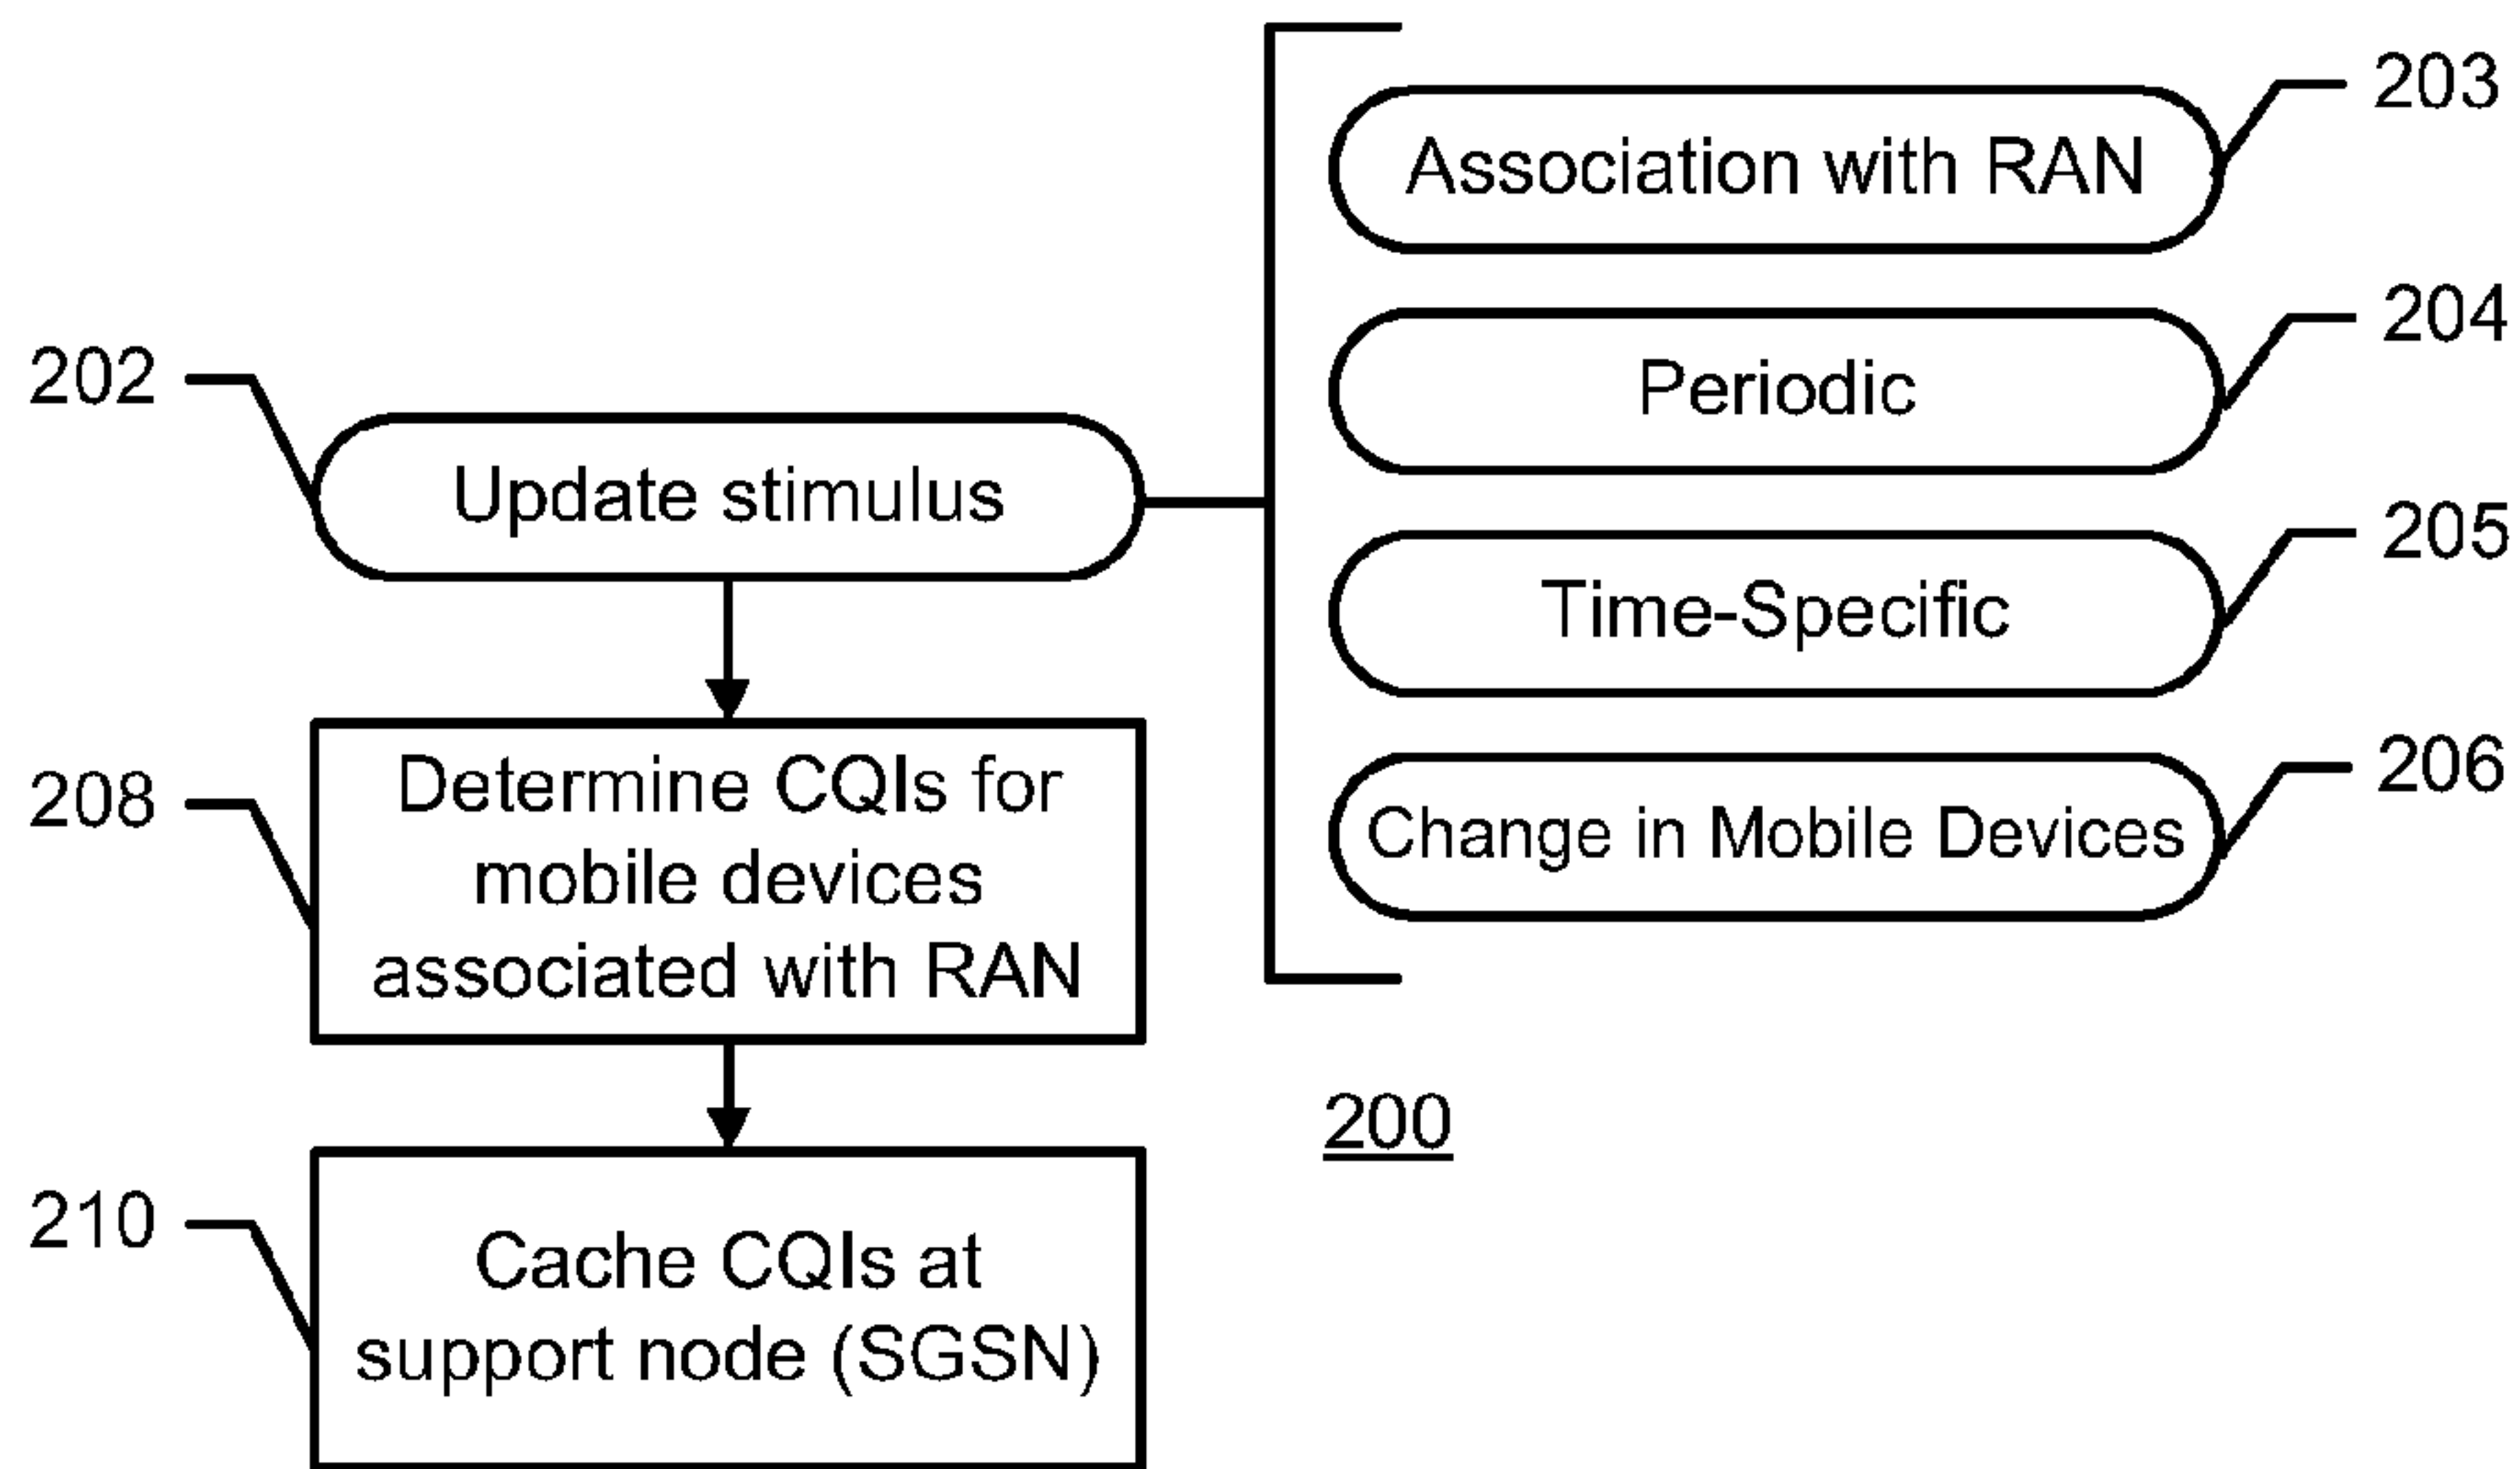 203
Association with RAN
204
Periodic
202
Update stimulus
205
Time-Specific
206
Change in Mobile Devices
208
Determine CQIs for
mobile devices
associated with RAN
200
210
Cache CQIs at
support node (SGSN)